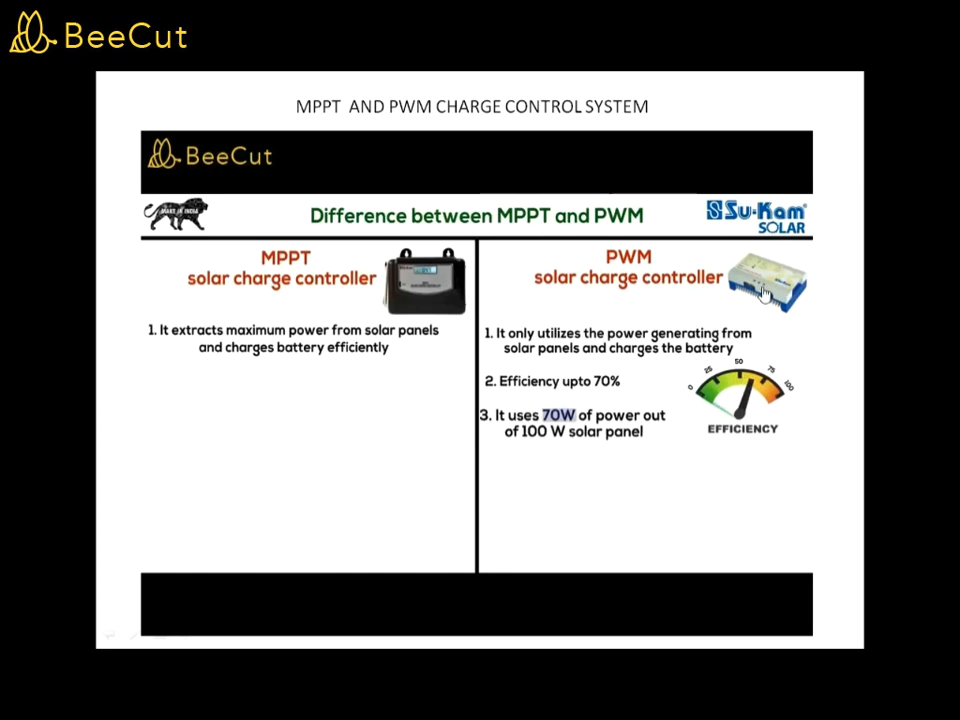 BeeCut
MPPT AND PWM CHARGE CONTROL SYSTEM
BeeCut
MAKE IN INDIA
Difference between MPPT and PWM
Su-Kam
SOLAR
MPPT
solar charge controller
PWM
solar charge controller
1. It extracts maximum power from solar panels
and charges battery efficiently
1. It only utilizes the power generating from
solar panels and charges the battery
2. Efficiency upto 70%
3. It uses 70W of power out
of 100 W solar panel
0 25 50 75 100
EFFICIENCY